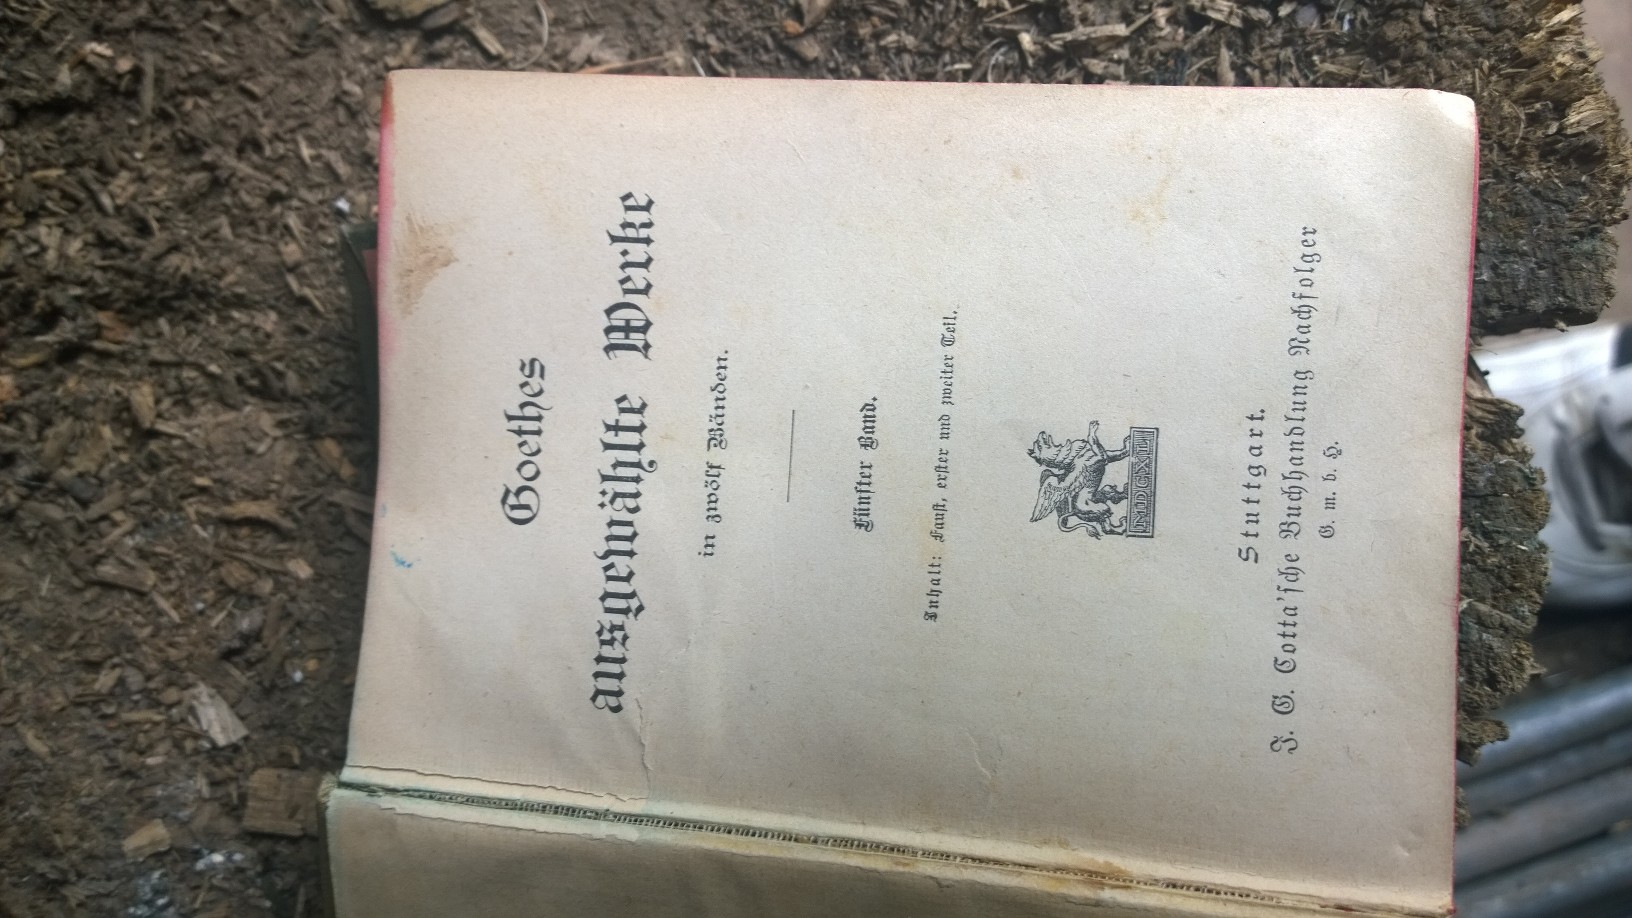 Goethes
ausgewählte Werke
in zwölf Bänden.
Fünfter Band.
Inhalt: Faust, erster und zweiter Teil.
MDCXL
Stuttgart.
J. G. Cotta'sche Buchhandlung Nachfolger
G. m. b. H.